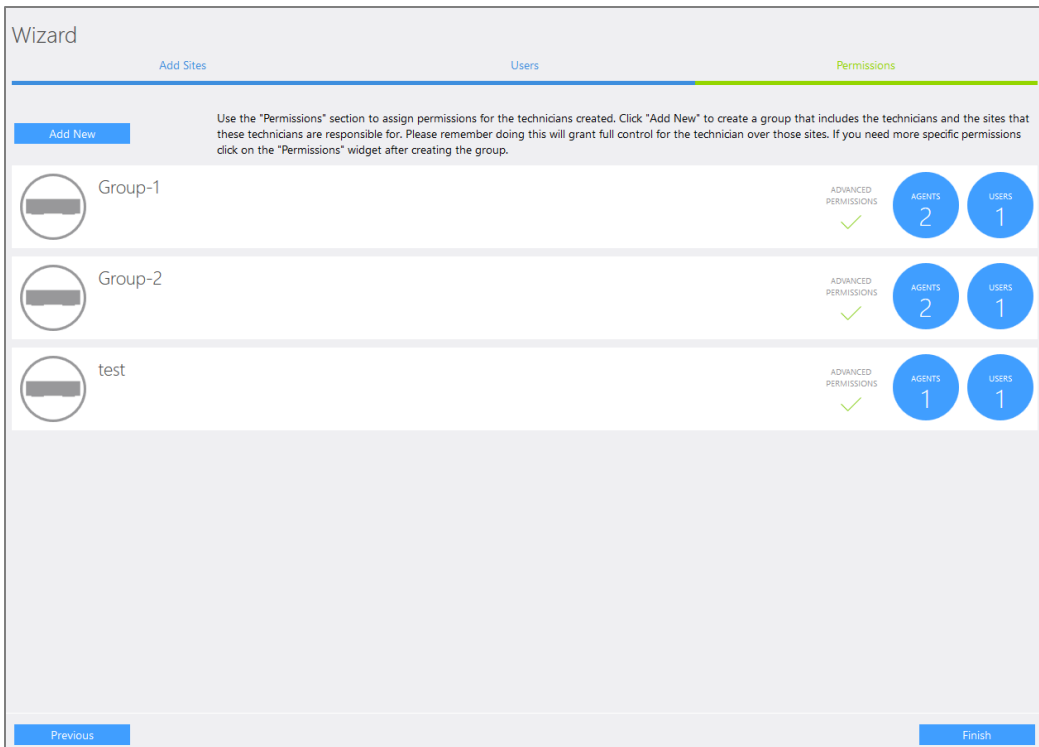 Wizard
Add Sites
Users
Permissions
Add New
Use the "Permissions" section to assign permissions for the technicians created. Click "Add New" to create a group that includes the technicians and the sites that
these technicians are responsible for. Please remember doing this will grant full control for the technician over those sites. If you need more specific permissions
click on the "Permissions" widget after creating the group.
Group-1
ADVANCED
PERMISSIONS
AGENTS
2
USERS
1
Group-2
ADVANCED
PERMISSIONS
AGENTS
2
USERS
1
test
ADVANCED
PERMISSIONS
AGENTS
1
USERS
1
Previous
Finish